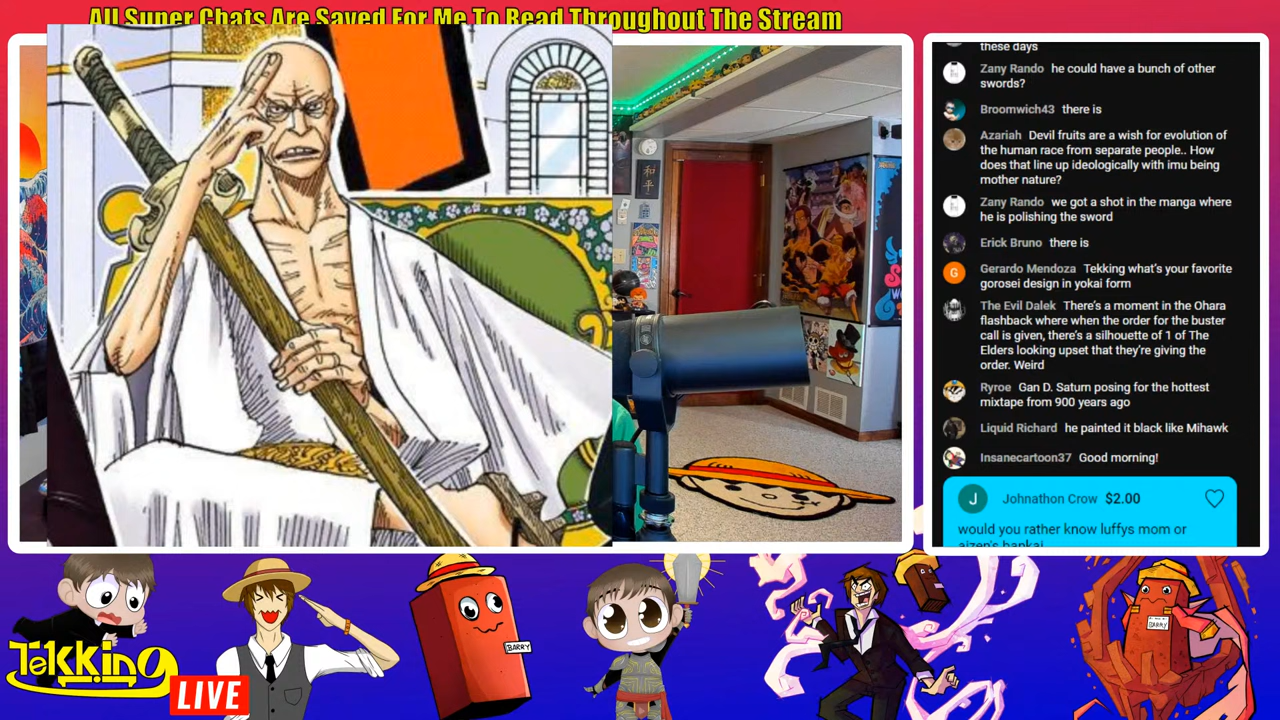 All Super Chats Are Saved For Me To Read Throughout The Stream
和
平
these days
Zany Rando he could have a bunch of other
swords?
Broomwich43 there is
Azariah Devil fruits are a wish for evolution of
the human race from separate people.. How
does that line up ideologically with imu being
mother nature?
Zany Rando we got a shot in the manga where
he is polishing the sword
Erick Bruno there is
G
Gerardo Mendoza Tekking what's your favorite
gorosei design in yokai form
The Evil Dalek There's a moment in the Ohara
flashback where when the order for the buster
call is given, there's a silhouette of 1 of The
Elders looking upset that they're giving the
order. Weird
Ryroe Gan D. Saturn posing for the hottest
mixtape from 900 years ago
Liquid Richard he painted it black like Mihawk
Insanecartoon37 Good morning!
J
Johnathon Crow $2.00
would you rather know luffys mom or
aizen's bankai
TeKKinG
LIVE
BARRY
BARRY